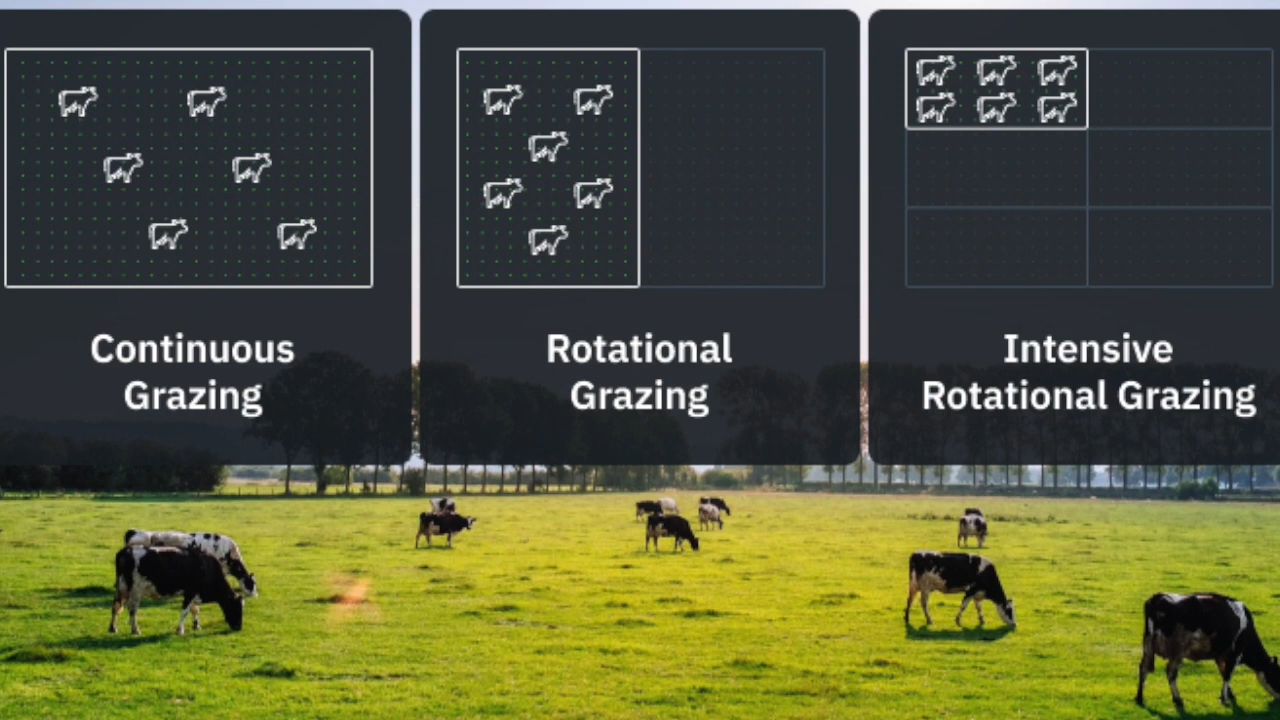 Continuous
Grazing
Rotational
Grazing
Intensive
Rotational Grazing